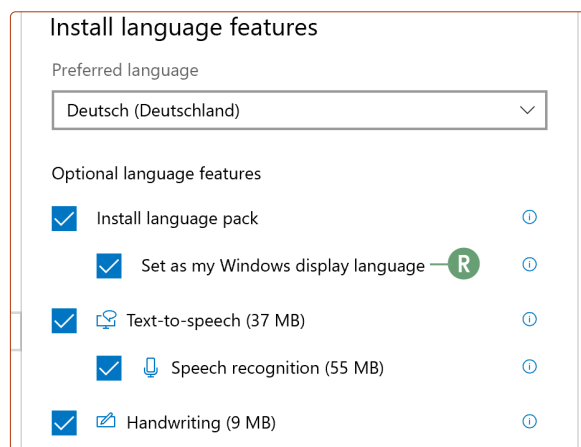 Install language features
Preferred language
Deutsch (Deutschland)
Optional language features
Install language pack
Set as my Windows display language R
Text-to-speech (37 MB)
Speech recognition (55 MB)
Handwriting (9 MB)